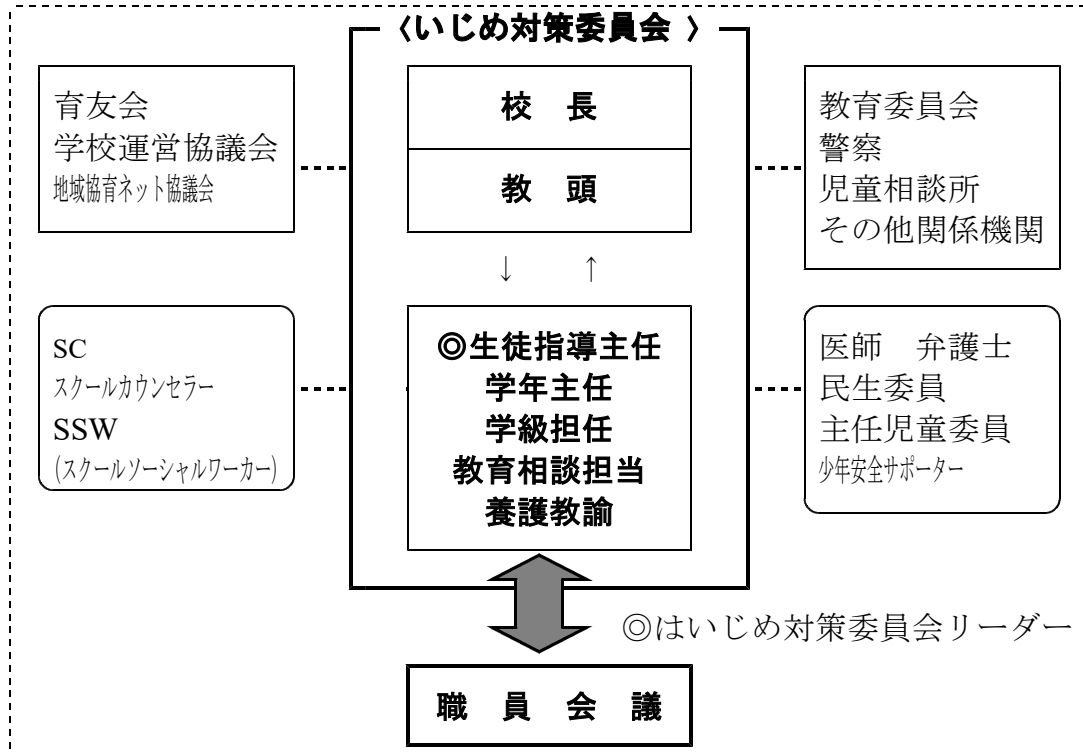 〈いじめ対策委員会 〉
育友会
学校運営協議会
地域協育ネット協議会
校　長
教　頭
教育委員会
警察
児童相談所
その他関係機関
↓　↑
SC
スクールカウンセラー
SSW
(スクールソーシャルワーカー)
◎生徒指導主任
学年主任
学級担任
教育相談担当
養護教諭
医師　弁護士
民生委員
主任児童委員
少年安全サポーター
◎はいじめ対策委員会リーダー
職　員　会　議